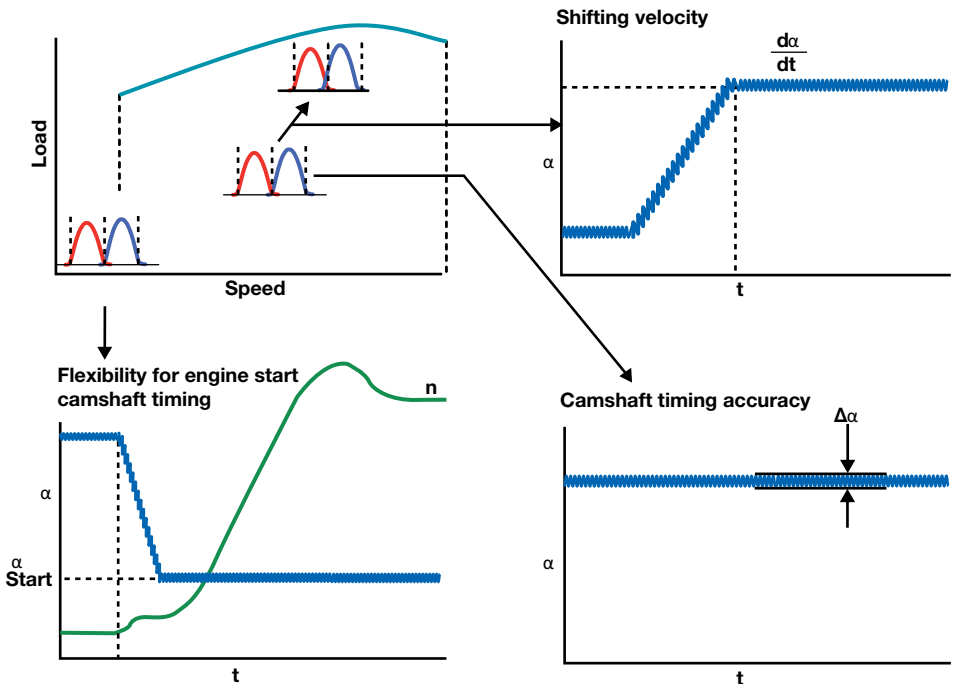 Load
Speed
Shifting velocity
dα
dt
α
t
Flexibility for engine start
camshaft timing
n
α
α
Start
t
Camshaft timing accuracy
Δα
α
t